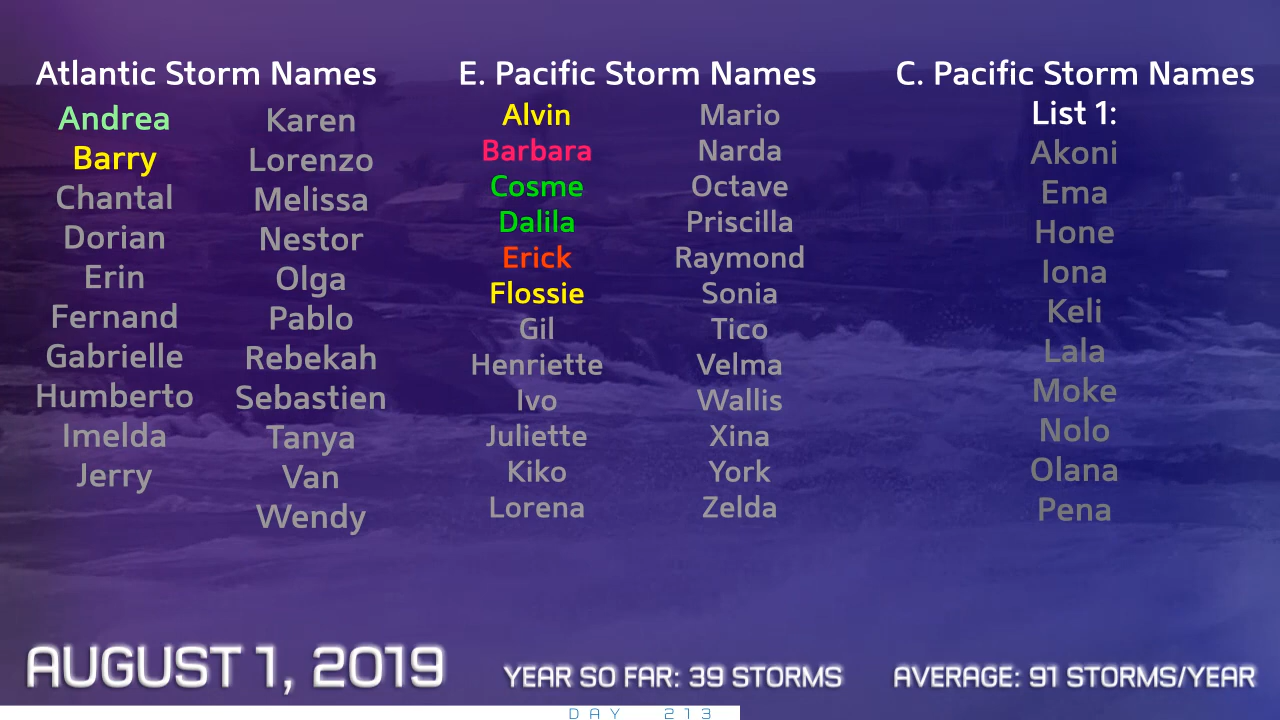 Atlantic Storm Names
Andrea
Barry
Chantal
Dorian
Erin
Fernand
Gabrielle
Humberto
Imelda
Jerry
Karen
Lorenzo
Melissa
Nestor
Olga
Pablo
Rebekah
Sebastien
Tanya
Van
Wendy
E. Pacific Storm Names
Alvin
Barbara
Cosme
Dalila
Erick
Flossie
Gil
Henriette
Ivo
Juliette
Kiko
Lorena
Mario
Narda
Octave
Priscilla
Raymond
Sonia
Tico
Velma
Wallis
Xina
York
Zelda
C. Pacific Storm Names
List 1:
Akoni
Ema
Hone
Iona
Keli
Lala
Moke
Nolo
Olana
Pena
AUGUST 1, 2019
YEAR SO FAR: 39 STORMS
AVERAGE: 91 STORMS/YEAR
DAY 213